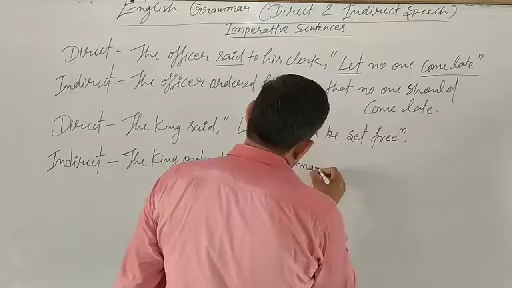 English Grammar (Direct & Indirect Speech)
Imperative Sentences
Direct - The officer said to his clerk, "Let no one come late"
Indirect - The officer ordered that no one should
come late.
Direct - The King said, " be set free".
Indirect - The King